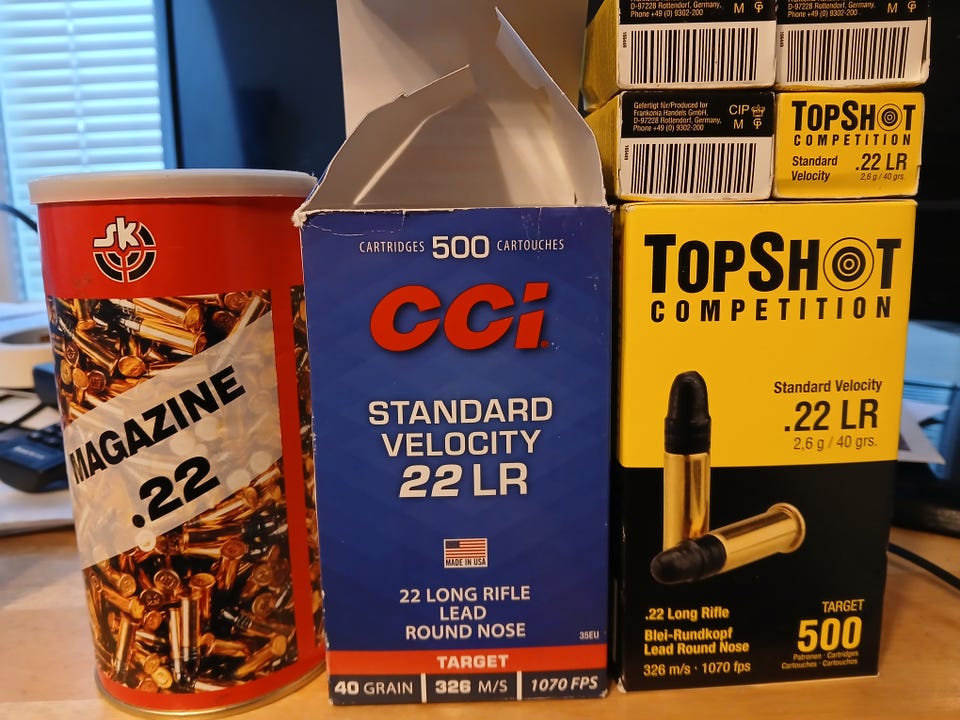 sk
MAGAZINE
.22
CARTRIDGES 500 CARTOUCHES
CCI
STANDARD
VELOCITY
22 LR
MADE IN USA
22 LONG RIFLE
LEAD
ROUND NOSE
35EU
TARGET
40 GRAIN | 326 M/S | 1070 FPS
Frankonia Handels GmbH,
D-97228 Rottendorf, Germany,
Phone +49 (0) 9302-200
M
D-97228 Rottendorf, Germany,
Phone +49 (0) 9302-200
M
Gefertigt für/Produced for
Frankonia Handels GmbH,
D-97228 Rottendorf, Germany,
Phone +49 (0) 9302-200
CIP
M
TOPSHOT
COMPETITION
Standard
Velocity
.22 LR
2,6 g / 40 grs.
TOPSHOT
COMPETITION
Standard Velocity
.22 LR
2,6 g / 40 grs.
.22 Long Rifle
Blei-Rundkopf
Lead Round Nose
326 m/s · 1070 fps
TARGET
500
Patronen · Cartridges
Cartouches · Cartuchos